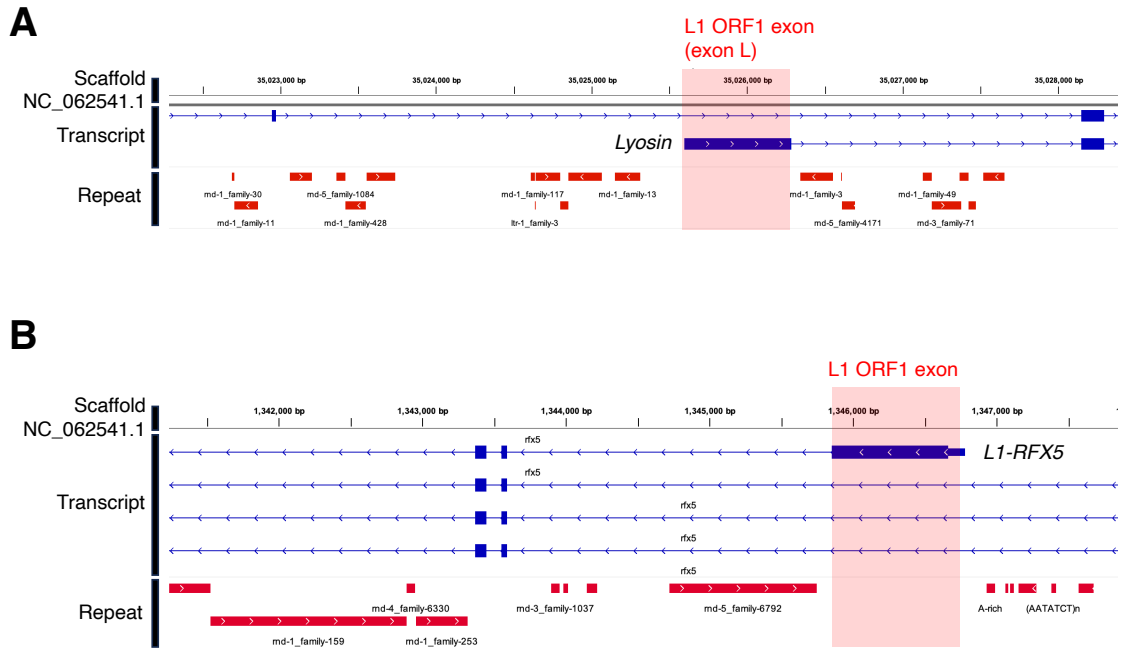 A
L1 ORF1 exon
(exon L)
Scaffold
NC_062541.1
35,023,000 bp 35,024,000 bp 35,025,000 bp 35,026,000 bp 35,027,000 bp 35,028,000 bp
Transcript
Lyosin
Repeat
rnd-1_family-30 rnd-5_family-1084 rnd-1_family-117 rnd-1_family-13 rnd-1_family-3 rnd-1_family-49
rnd-1_family-11 rnd-1_family-428 ltr-1_family-3 rnd-5_family-4171 rnd-3_family-71
B
L1 ORF1 exon
Scaffold
NC_062541.1
1,342,000 bp 1,343,000 bp 1,344,000 bp 1,345,000 bp 1,346,000 bp 1,347,000 bp
rfx5
L1-RFX5
rfx5
Transcript
rfx5
rfx5
rfx5
Repeat
rnd-4_family-6330 rnd-3_family-1037 rnd-5_family-6792 A-rich (AATATCT)n
rnd-1_family-159 rnd-1_family-253